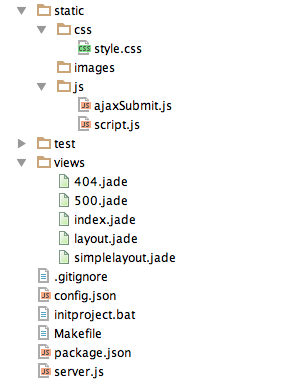 static
css
style.css
images
js
ajaxSubmit.js
script.js
test
views
404.jade
500.jade
index.jade
layout.jade
simplelayout.jade
.gitignore
config.json
initproject.bat
Makefile
package.json
server.js